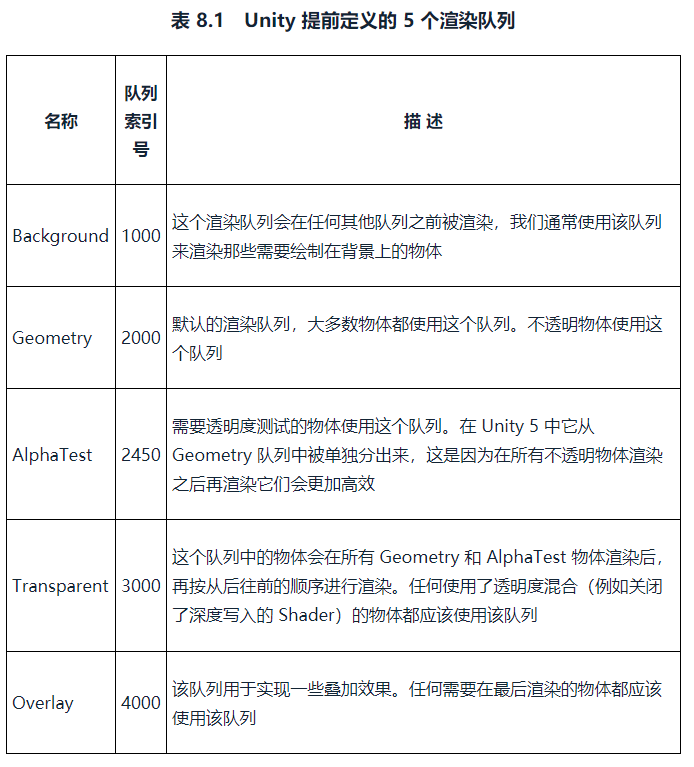 表 8.1 Unity 提前定义的 5 个渲染队列
名称
队列
索引
号
描 述
Background
1000
这个渲染队列会在任何其他队列之前被渲染，我们通常使用该队列
来渲染那些需要绘制在背景上的物体
Geometry
2000
默认的渲染队列，大多数物体都使用这个队列。不透明物体使用这
个队列
AlphaTest
2450
需要透明度测试的物体使用这个队列。在 Unity 5 中它从
Geometry 队列中被单独分出来，这是因为在所有不透明物体渲染
之后再渲染它们会更加高效
Transparent
3000
这个队列中的物体会在所有 Geometry 和 AlphaTest 物体渲染后，
再按从后往前的顺序进行渲染。任何使用了透明度混合（例如关闭
了深度写入的 Shader）的物体都应该使用该队列
Overlay
4000
该队列用于实现一些叠加效果。任何需要在最后渲染的物体都应该
使用该队列